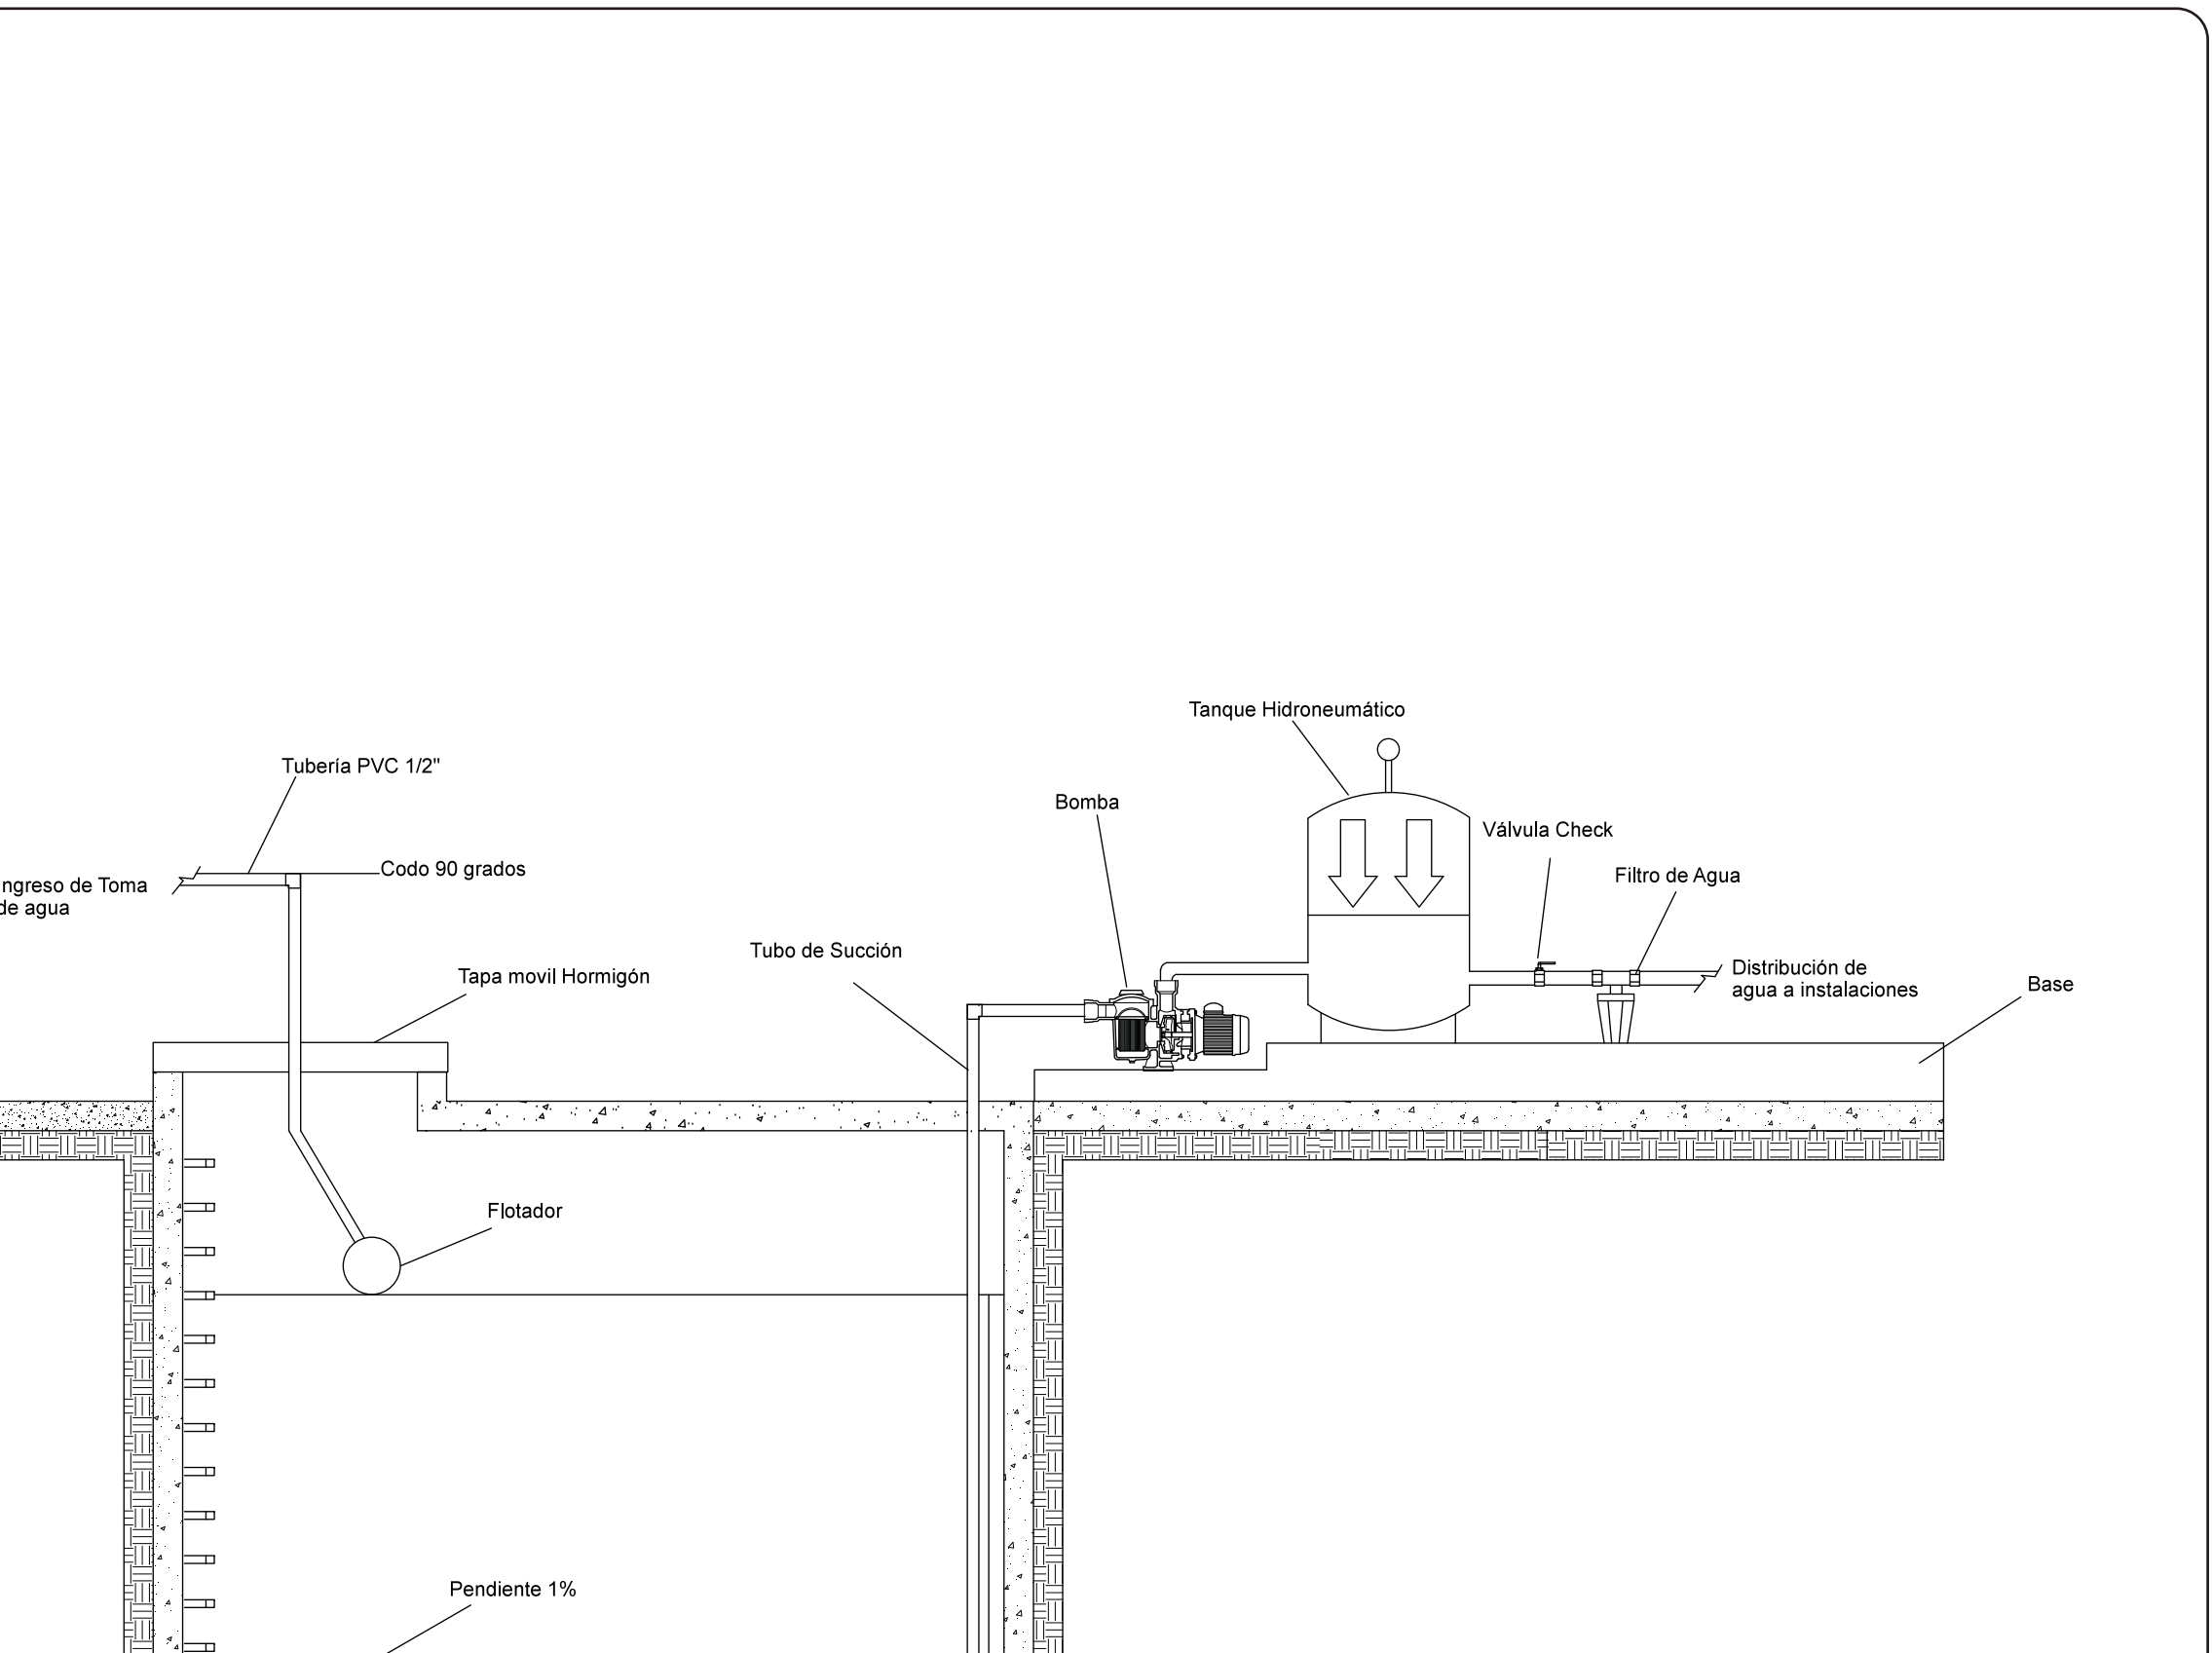 Tanque Hidroneumático
Tubería PVC 1/2"
Bomba
Válvula Check
Codo 90 grados
Filtro de Agua
ngreso de Toma
de agua
Tubo de Succión
Tapa movil Hormigón
Distribución de
agua a instalaciones
Base
Flotador
Pendiente 1%